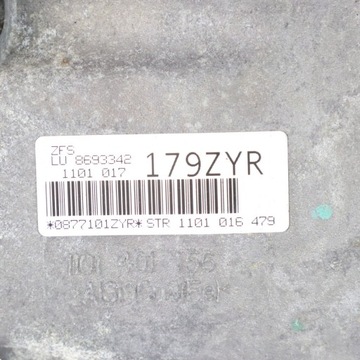 ZFS
LU 8693342
1101 017
179ZYR
*0877101ZYR* STR 1101 016 479